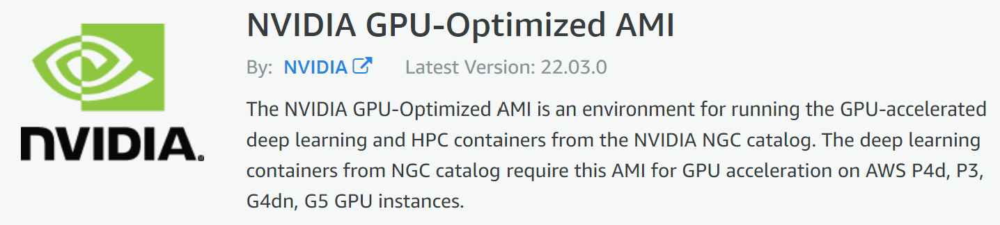 NVIDIA GPU-Optimized AMI
By: NVIDIA Latest Version: 22.03.0
The NVIDIA GPU-Optimized AMI is an environment for running the GPU-accelerated
deep learning and HPC containers from the NVIDIA NGC catalog. The deep learning
containers from NGC catalog require this AMI for GPU acceleration on AWS P4d, P3,
G4dn, G5 GPU instances.
NVIDIA.